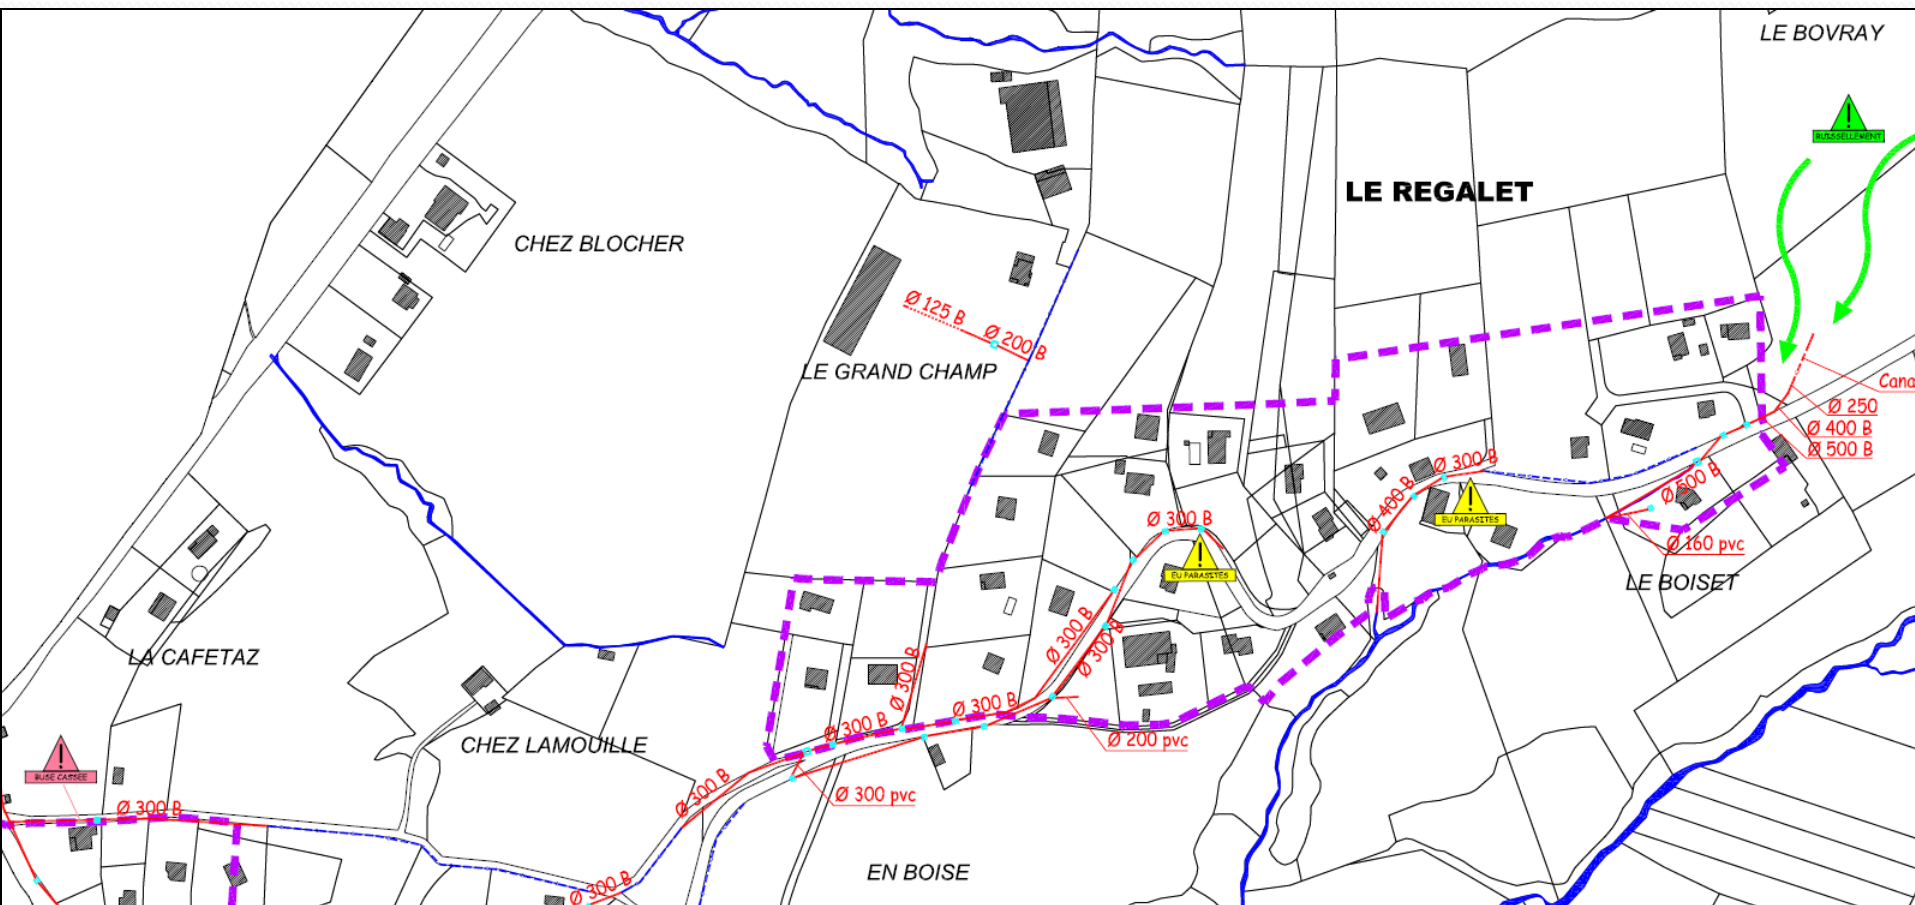 LE BOVRAY
RUISSELLEMENT
LE REGALET
CHEZ BLOCHER
Ø 125 B
Ø 200 B
LE GRAND CHAMP
Cana
Ø 250
Ø 400 B
Ø 500 B
Ø 300 B
Ø 500 B
Ø 400 B
EU PARASITES
Ø 300 B
Ø 160 pvc
EU PARASITES
LE BOISET
Ø 300 B
Ø 300 B
LA CAFETAZ
Ø 300 B
Ø 300 B
Ø 300 B
CHEZ LAMOUILLE
Ø 200 pvc
BUSE CASSEE
Ø 300 B
Ø 300 pvc
Ø 300 B
EN BOISE
Ø 300 B